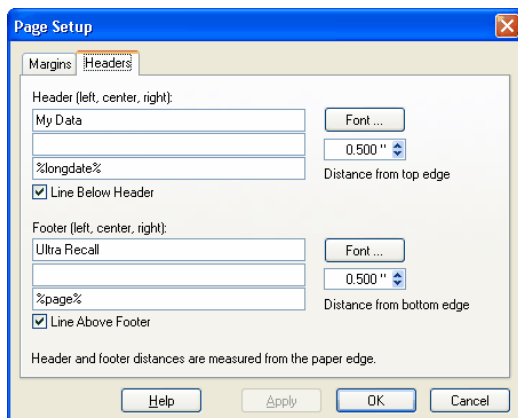 Page Setup
Margins Headers
Header (left, center, right):
My Data
Font ...
0.500 "
%longdate%
Distance from top edge
Line Below Header
Footer (left, center, right):
Ultra Recall
Font ...
0.500 "
%page%
Distance from bottom edge
Line Above Footer
Header and footer distances are measured from the paper edge.
Help Apply OK Cancel